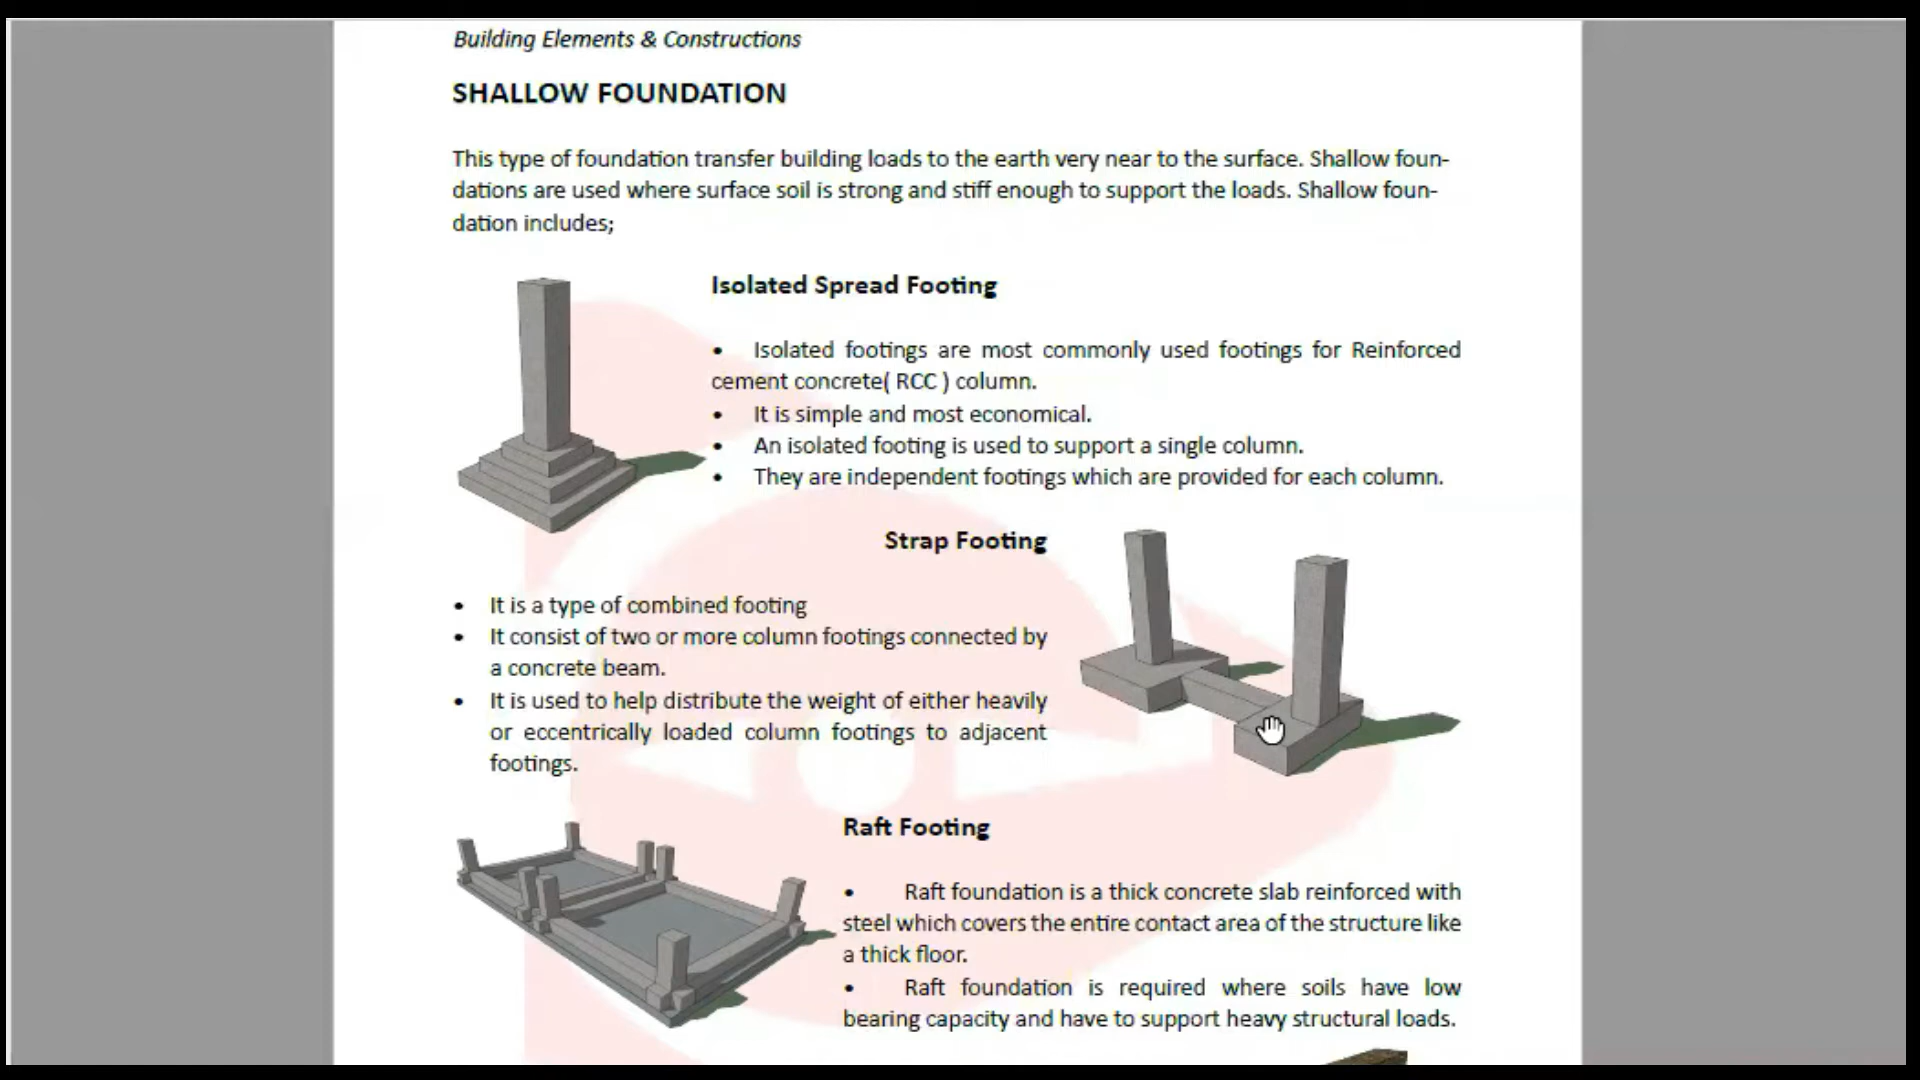 Building Elements & Constructions
SHALLOW FOUNDATION
This type of foundation transfer building loads to the earth very near to the surface. Shallow foun-
dations are used where surface soil is strong and stiff enough to support the loads. Shallow foun-
dation includes;
Isolated Spread Footing
• Isolated footings are most commonly used footings for Reinforced
cement concrete( RCC ) column.
• It is simple and most economical.
• An isolated footing is used to support a single column.
• They are independent footings which are provided for each column.
Strap Footing
• It is a type of combined footing
• It consist of two or more column footings connected by
a concrete beam.
• It is used to help distribute the weight of either heavily
or eccentrically loaded column footings to adjacent
footings.
Raft Footing
• Raft foundation is a thick concrete slab reinforced with
steel which covers the entire contact area of the structure like
a thick floor.
• Raft foundation is required where soils have low
bearing capacity and have to support heavy structural loads.